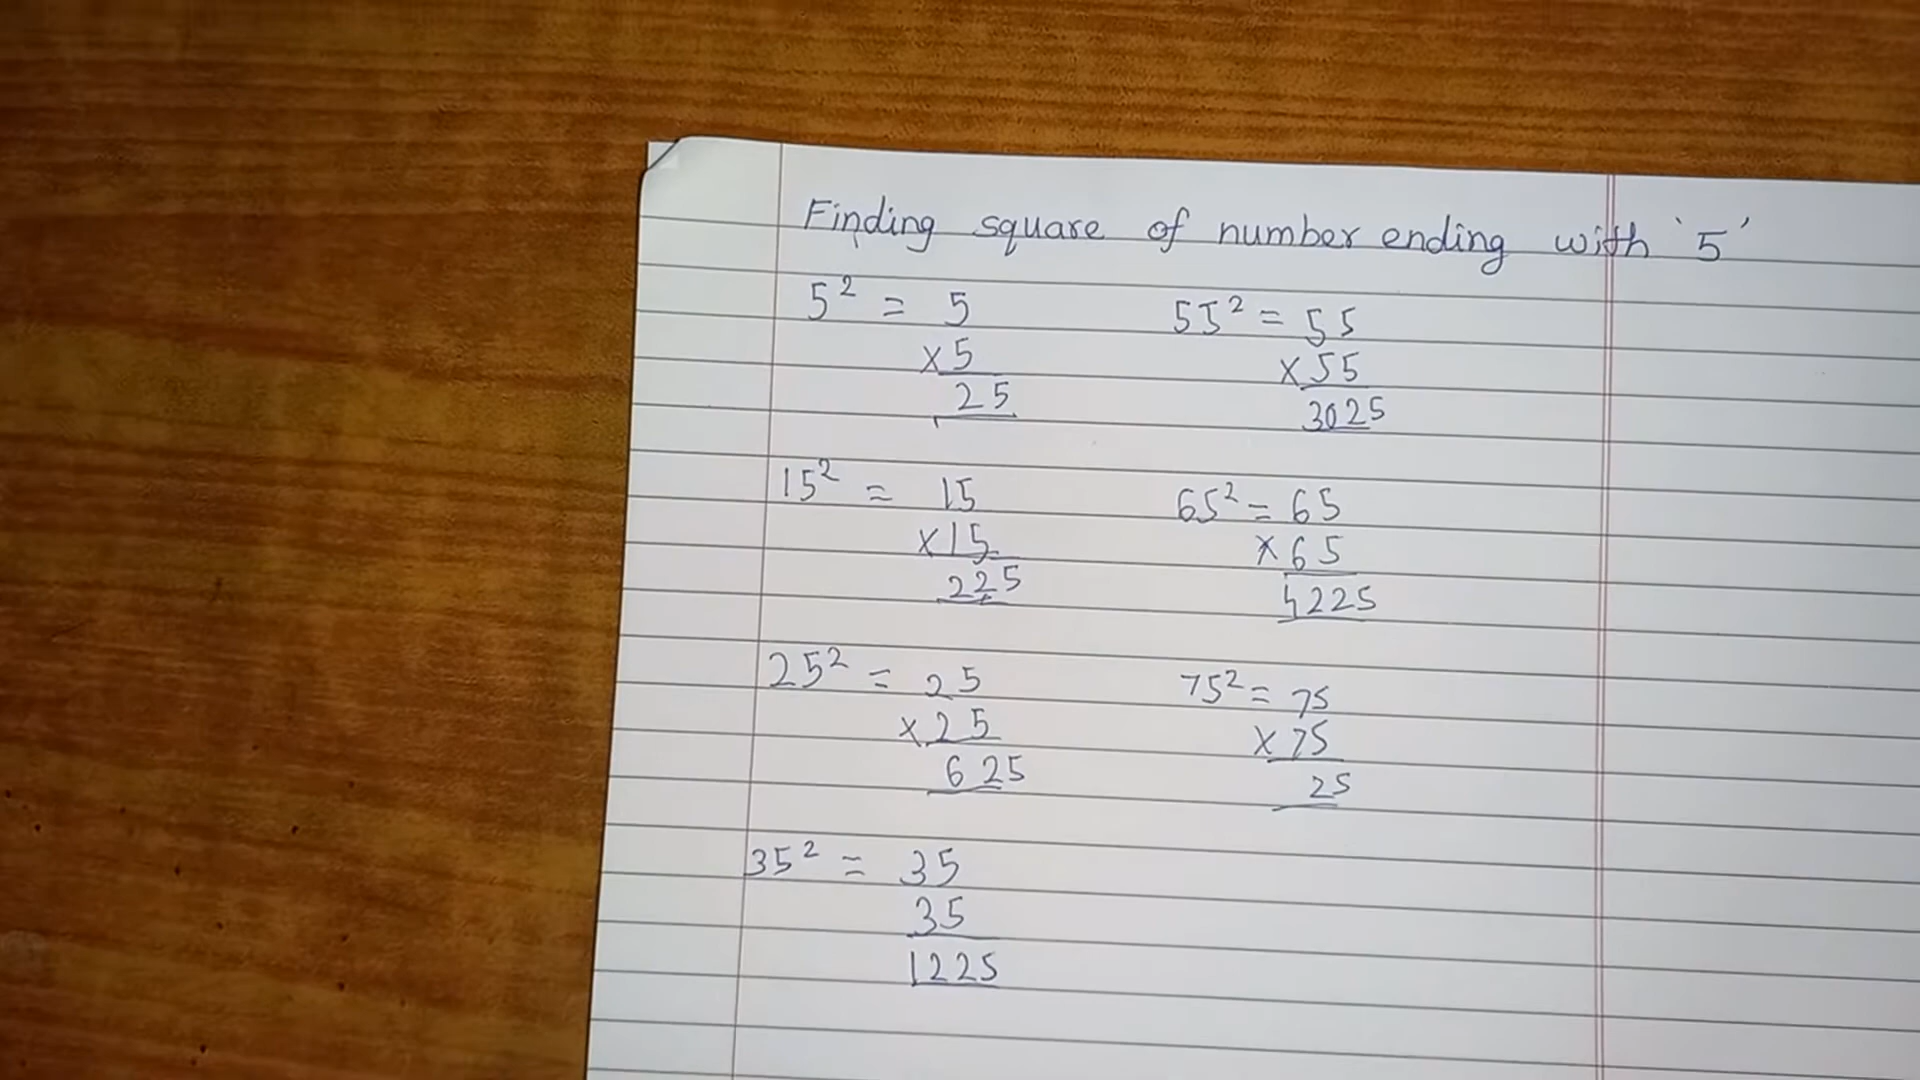 Finding square of number ending with '5'
5² = 5
×5
25
15² = 15
×15
225
25² = 25
×25
625
35² = 35
35
1225
55² = 55
×55
3025
65² = 65
×65
4225
75² = 75
×75
25